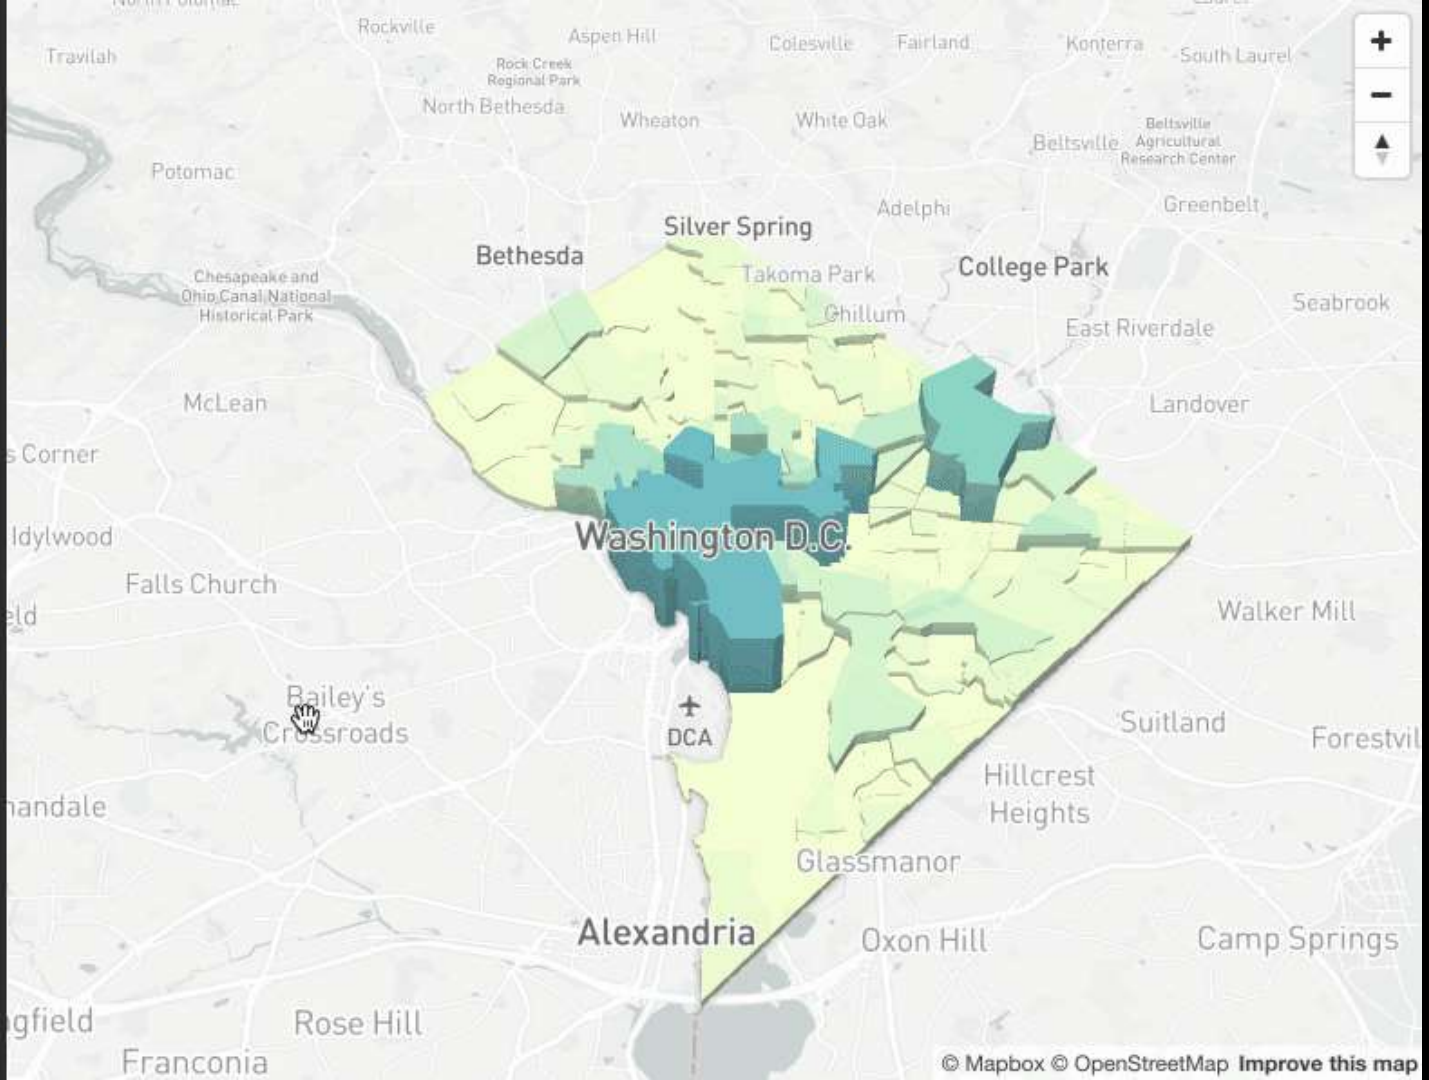 Rockville
Aspen Hill
Colesville
Fairland
Konterra
South Laurel
Travilah
Rock Creek
Regional Park
North Bethesda
Wheaton
White Oak
Beltsville
Beltsville
Agricultural
Research Center
Potomac
Adelphi
Greenbelt
Silver Spring
Bethesda
College Park
Takoma Park
Chesapeake and
Ohio Canal National
Historical Park
Chillum
Seabrook
East Riverdale
McLean
Landover
s Corner
Washington D.C.
Idylwood
Falls Church
eld
Walker Mill
Bailey's
Crossroads
DCA
Suitland
Forestvil
Hillcrest
Heights
nandale
Glassmanor
Alexandria
Oxon Hill
Camp Springs
ngfield
Rose Hill
Franconia
© Mapbox © OpenStreetMap Improve this map